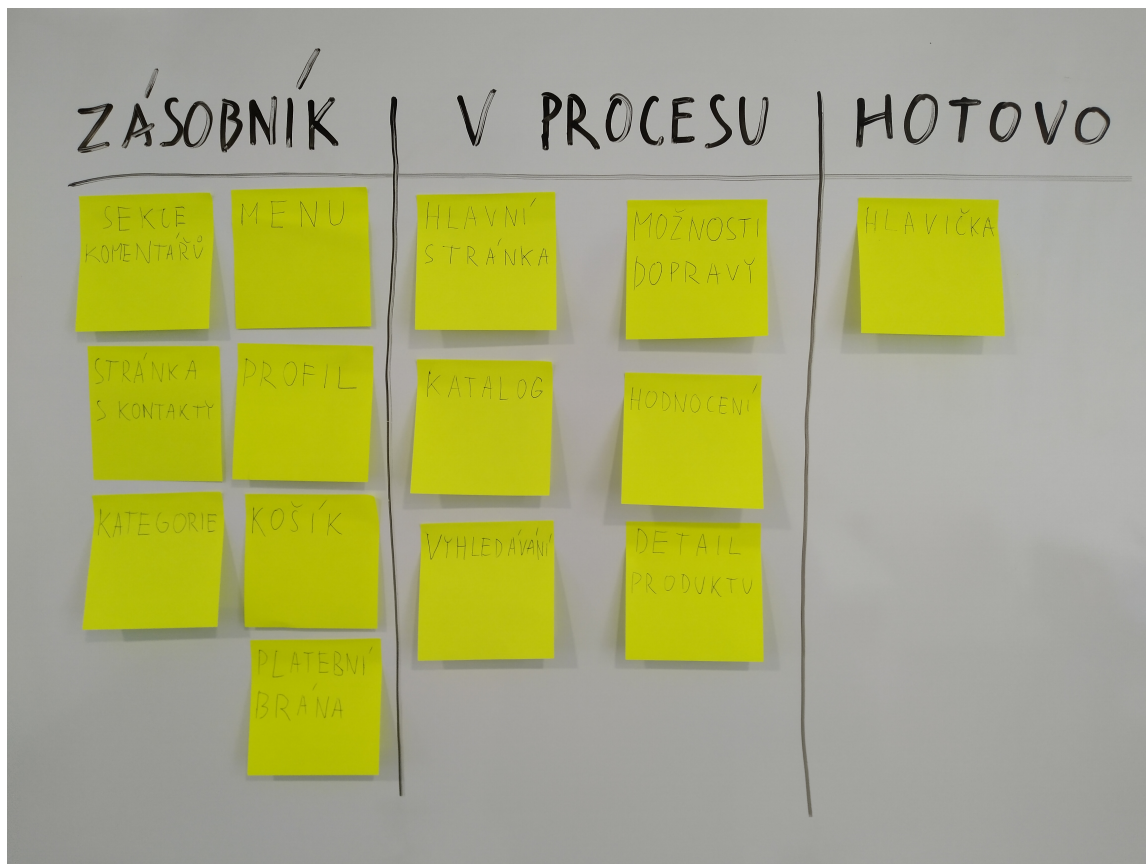 ZÁSOBNÍK
SEKCE
KOMENTÁŘŮ
MENU
STRÁNKA
S KONTAKTY
PROFIL
KATEGORIE
KOŠÍK
PLATEBNÍ
BRÁNA
V PROCESU
HLAVNÍ
STRÁNKA
MOŽNOSTI
DOPRAVY
KATALOG
HODNOCENÍ
VYHLEDÁVÁNÍ
DETAIL
PRODUKTU
HOTOVO
HLAVIČKA